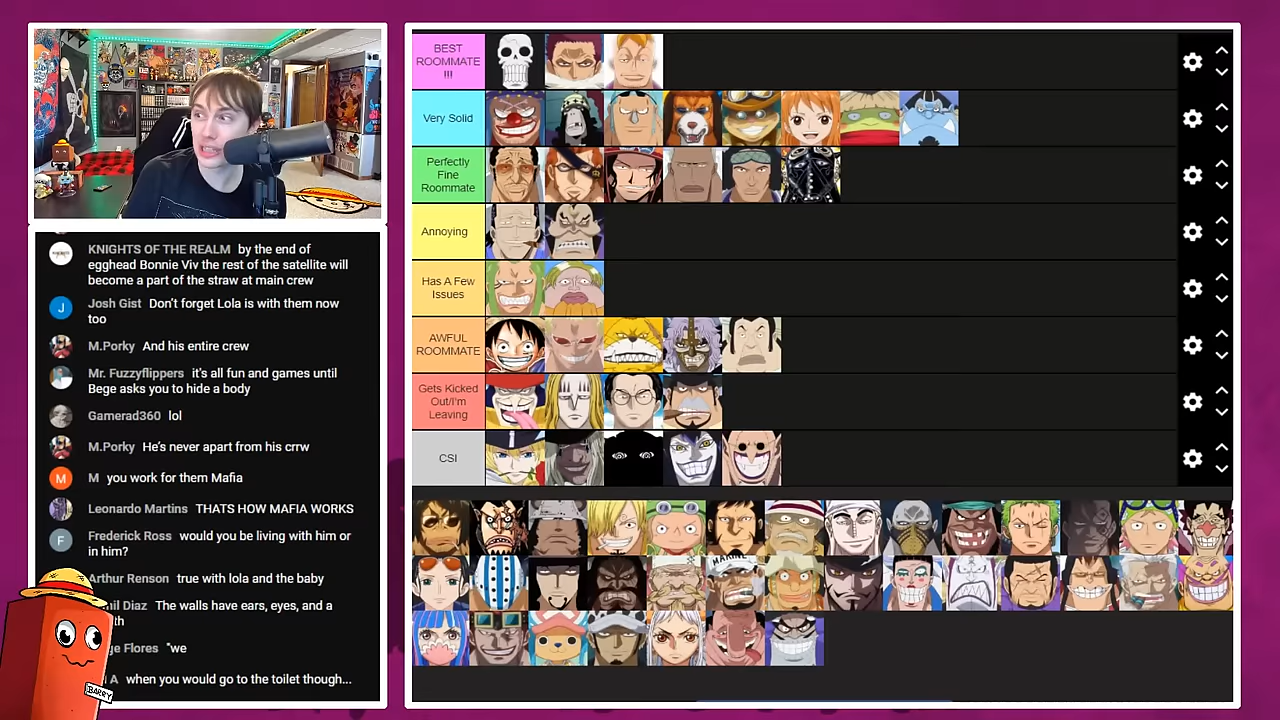 KNIGHTS OF THE REALM by the end of
egghead Bonnie Viv the rest of the satellite will
become a part of the straw at main crew
Josh Gist Don't forget Lola is with them now
too
M.Porky And his entire crew
Mr. Fuzzyflippers it's all fun and games until
Bege asks you to hide a body
Gamerad360 lol
M.Porky He's never apart from his crrw
M you work for them Mafia
Leonardo Martins THATS HOW MAFIA WORKS
Frederick Ross would you be living with him or
in him?
Arthur Renson true with lola and the baby
Diaz The walls have ears, eyes, and a
Flores "we
A when you would go to the toilet though...
BARRY
BEST
ROOMMATE
!!!
Very Solid
Perfectly
Fine
Roommate
Annoying
Has A Few
Issues
AWFUL
ROOMMATE
Gets Kicked
Out/I'm
Leaving
CSI
J
M
F
MARINE